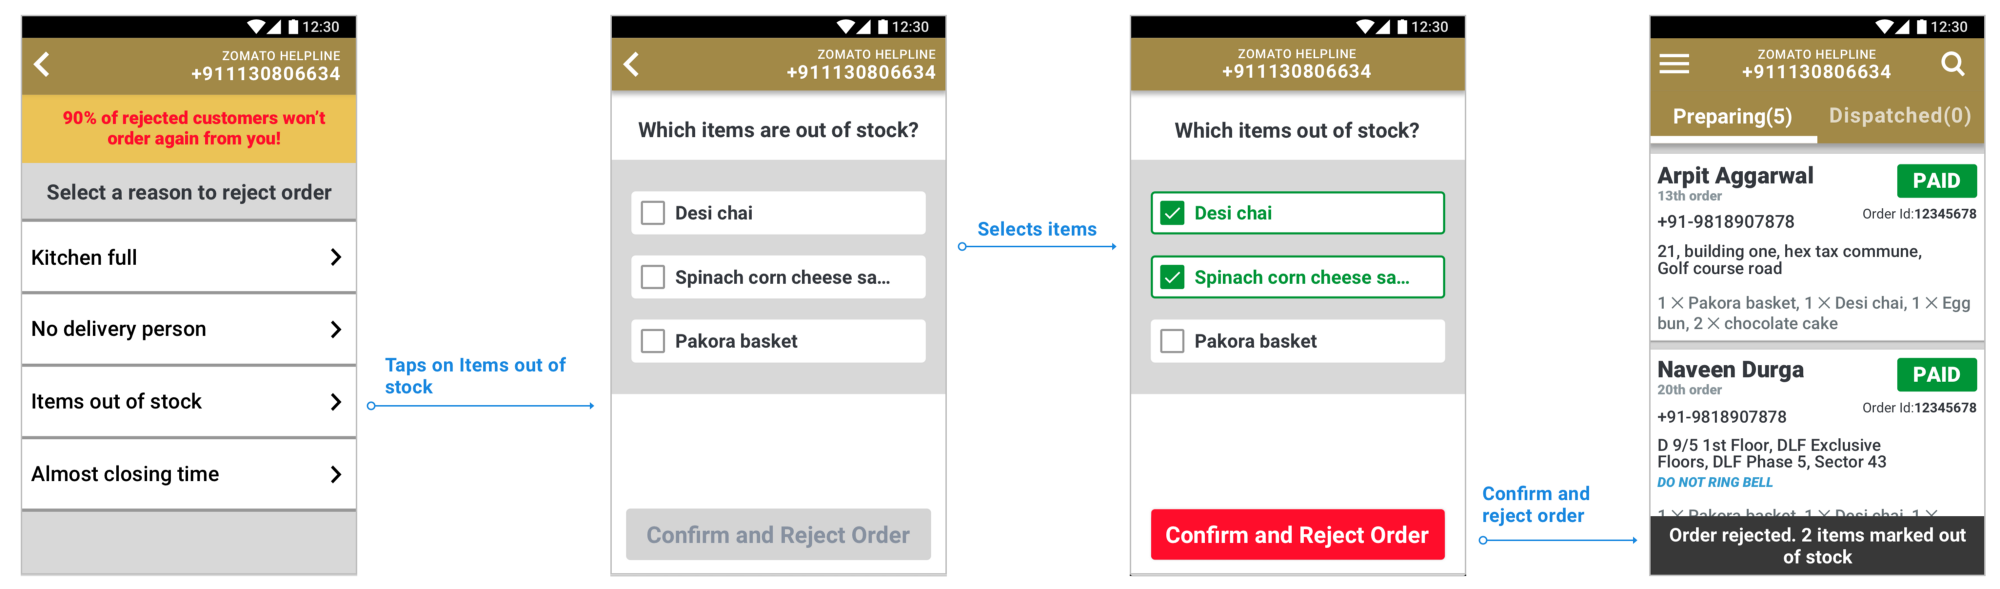 12:30
ZOMATO HELPLINE
+911130806634
90% of rejected customers won’t
order again from you!
Select a reason to reject order
Kitchen full
No delivery person
Items out of stock
Almost closing time
Taps on Items out of
stock
12:30
ZOMATO HELPLINE
+911130806634
Which items are out of stock?
Desi chai
Spinach corn cheese sa...
Pakora basket
Confirm and Reject Order
Selects items
12:30
ZOMATO HELPLINE
+911130806634
Which items out of stock?
Desi chai
Spinach corn cheese sa...
Pakora basket
Confirm and Reject Order
Confirm and
reject order
12:30
ZOMATO HELPLINE
+911130806634
Preparing(5) Dispatched(0)
Arpit Aggarwal PAID
13th order
Order Id:12345678
+91-9818907878
21, building one, hex tax commune,
Golf course road
1 × Pakora basket, 1 × Desi chai, 1 × Egg
bun, 2 × chocolate cake
Naveen Durga PAID
20th order
Order Id:12345678
+91-9818907878
D 9/5 1st Floor, DLF Exclusive
Floors, DLF Phase 5, Sector 43
DO NOT RING BELL
1 × Pakora basket, 1 × Desi chai, 1 ×
Order rejected. 2 items marked out
of stock